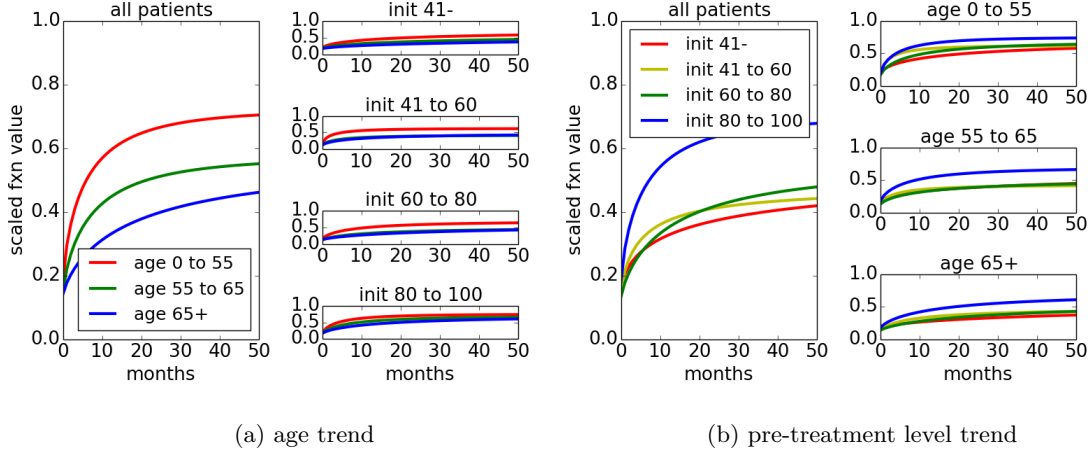 all patients
scaled fxn value
1.0
0.8
0.6
0.4
0.2
0.0
age 0 to 55
age 55 to 65
age 65+
0 10 20 30 40 50
months
init 41-
1.0
0.5
0.0
0 10 20 30 40 50
init 41 to 60
1.0
0.5
0.0
0 10 20 30 40 50
init 60 to 80
1.0
0.5
0.0
0 10 20 30 40 50
init 80 to 100
1.0
0.5
0.0
0 10 20 30 40 50
months
(a) age trend
all patients
scaled fxn value
1.0
0.8
0.6
0.4
0.2
0.0
init 41-
init 41 to 60
init 60 to 80
init 80 to 100
0 10 20 30 40 50
months
age 0 to 55
1.0
0.5
0.0
0 10 20 30 40 50
age 55 to 65
1.0
0.5
0.0
0 10 20 30 40 50
age 65+
1.0
0.5
0.0
0 10 20 30 40 50
months
(b) pre-treatment level trend